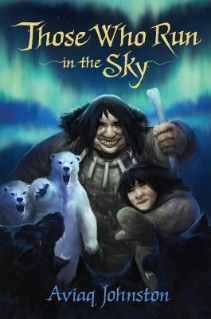 Those Who Run
in the Sky
Aviaq Johnston